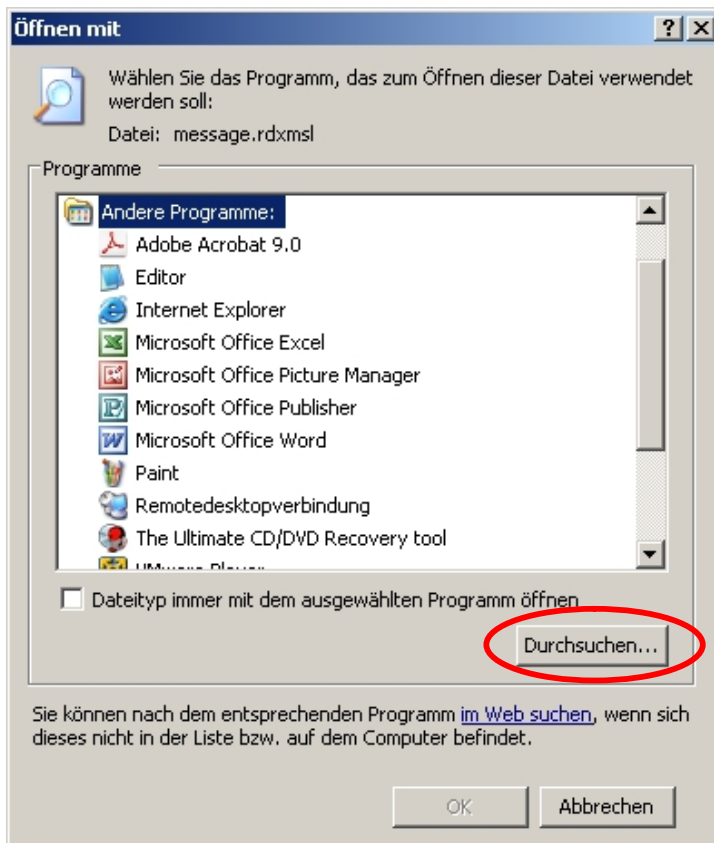 Öffnen mit
Wählen Sie das Programm, das zum Öffnen dieser Datei verwendet
werden soll:
Datei: message.rdxmsl
Programme
Andere Programme:
Adobe Acrobat 9.0
Editor
Internet Explorer
Microsoft Office Excel
Microsoft Office Picture Manager
Microsoft Office Publisher
Microsoft Office Word
Paint
Remotedesktopverbindung
The Ultimate CD/DVD Recovery tool
Dateityp immer mit dem ausgewählten Programm öffnen
Durchsuchen...
Sie können nach dem entsprechenden Programm im Web suchen, wenn sich
dieses nicht in der Liste bzw. auf dem Computer befindet.
OK
Abbrechen